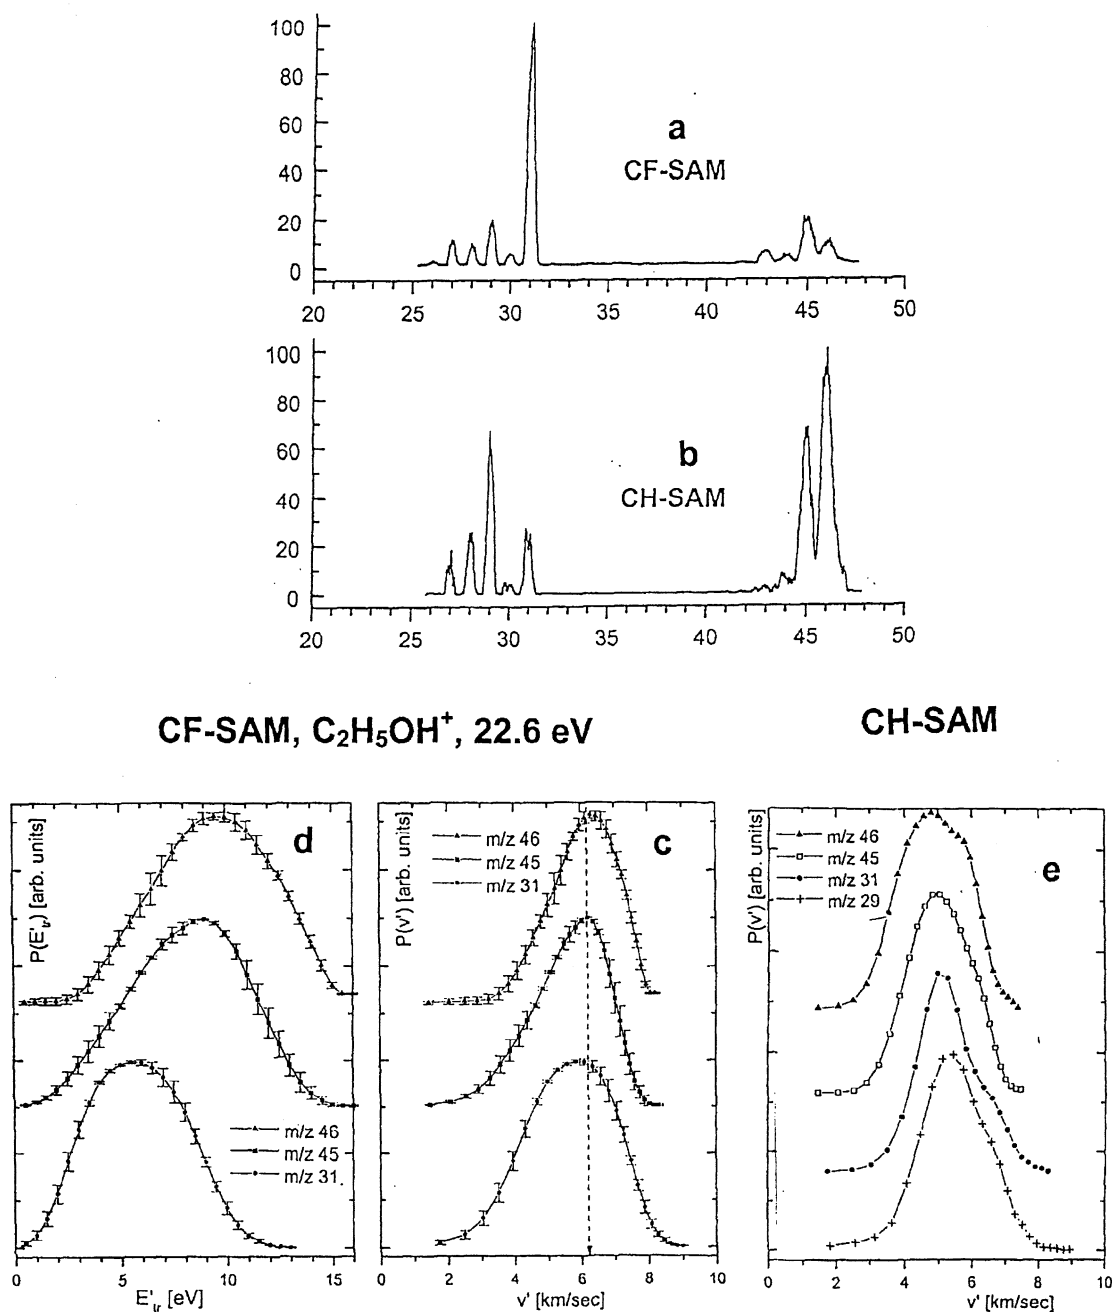 100
80
60
40
20
0
a
CF-SAM
20 25 30 35 40 45 50
100
80
60
40
20
0
b
CH-SAM
20 25 30 35 40 45 50
CF-SAM, C₂H₅OH⁺, 22.6 eV
CH-SAM
P(E'tr) [arb. units]
d
m/z 46
m/z 45
m/z 31
0 5 10 15
E'tr [eV]
P(v') [arb. units]
m/z 46
m/z 45
m/z 31
c
0 2 4 6 8 10
v' [km/sec]
P(v') [arb. units]
m/z 46
m/z 45
m/z 31
m/z 29
e
0 2 4 6 8 10
v' [km/sec]